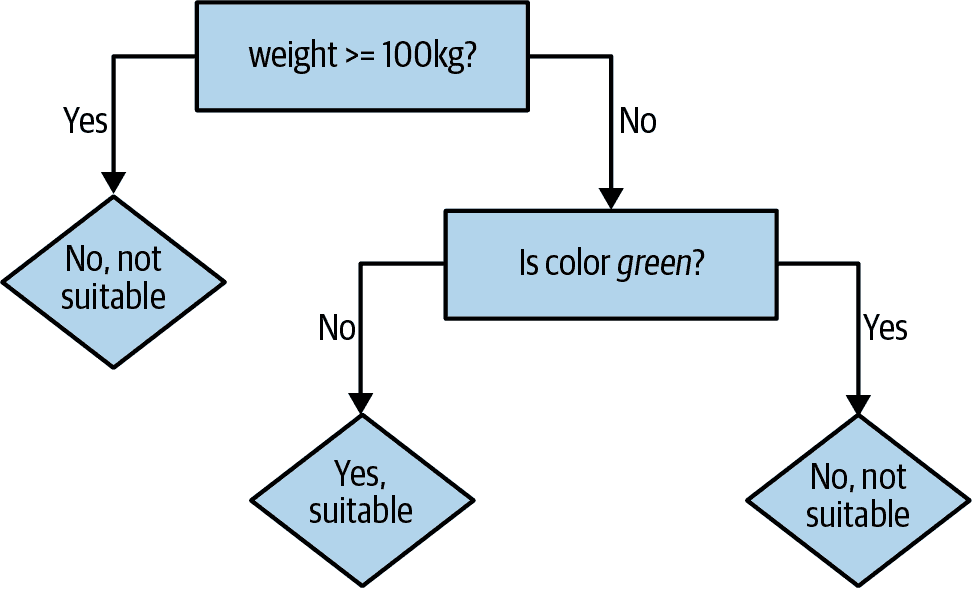 weight >= 100kg?
Yes
No
No, not
suitable
Is color green?
No
Yes
Yes,
suitable
No, not
suitable